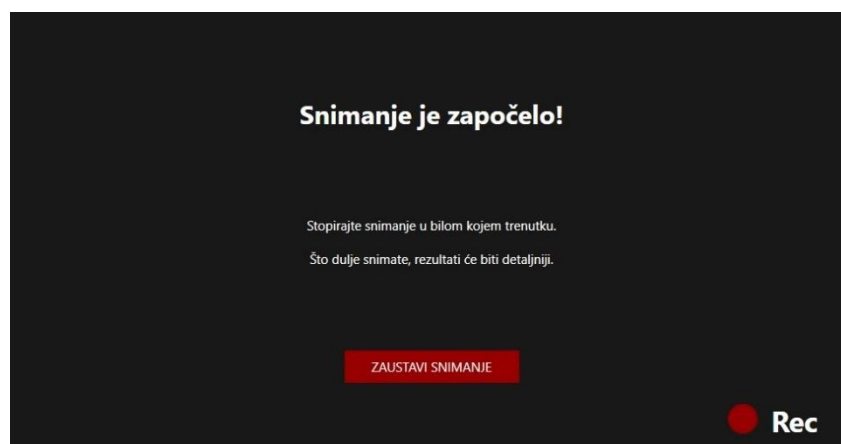 Snimanje je započelo!
Stopirajte snimanje u bilom kojem trenutku.
Što dulje snimate, rezultati će biti detaljniji.
ZAUSTAVI SNIMANJE
Rec